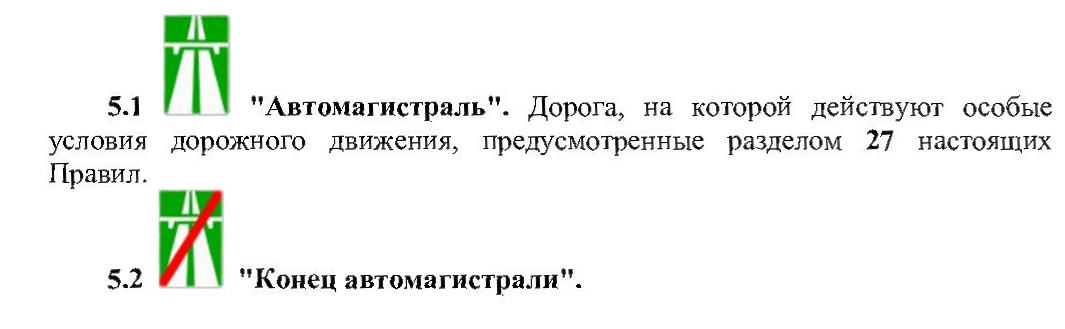 5.1 "Автомагистраль". Дорога, на которой действуют особые
условия дорожного движения, предусмотренные разделом 27 настоящих
Правил.
5.2 "Конец автомагистрали".